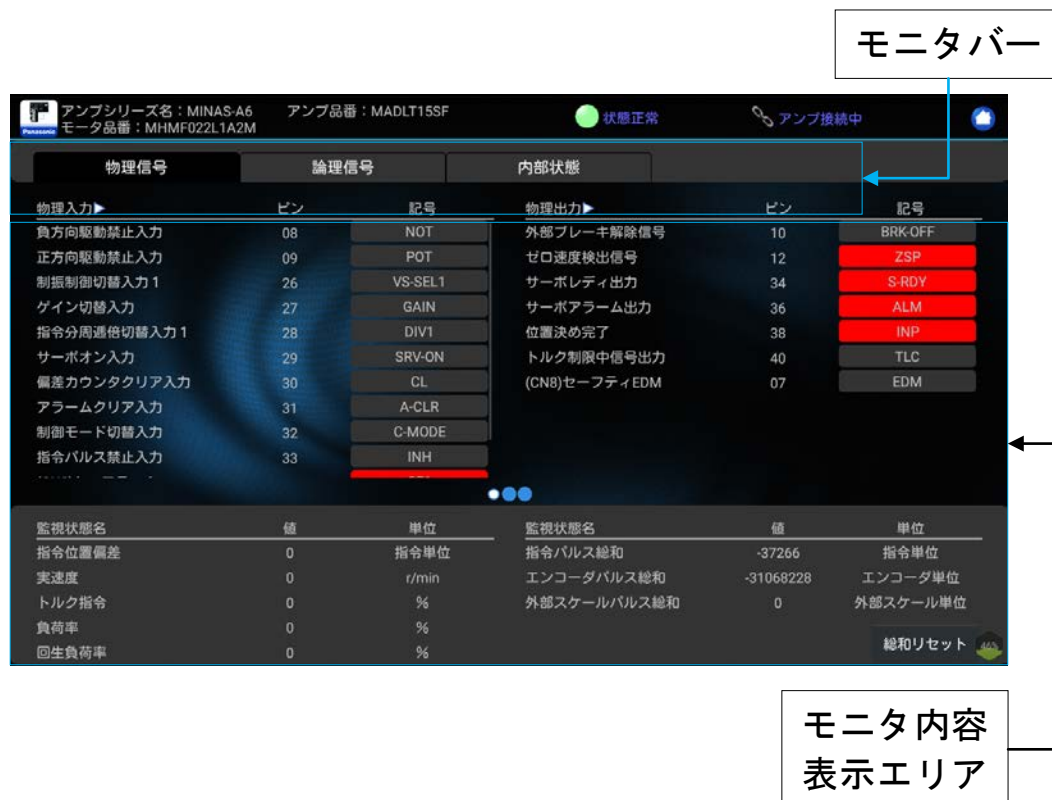 モニタバー
アンプシリーズ名：MINAS-A6 アンプ品番：MADLT15SF 状態正常 アンプ接続中
Panasonic モータ品番：MHMF022L1A2M
物理信号 論理信号 内部状態
物理入力 ピン 記号 物理出力 ピン 記号
負方向駆動禁止入力 08 NOT 外部ブレーキ解除信号 10 BRK-OFF
正方向駆動禁止入力 09 POT ゼロ速度検出信号 12 ZSP
制振制御切替入力1 26 VS-SEL1 サーボレディ出力 34 S-RDY
ゲイン切替入力 27 GAIN サーボアラーム出力 36 ALM
指令分周逓倍切替入力1 28 DIV1 位置決め完了 38 INP
サーボオン入力 29 SRV-ON トルク制限中信号出力 40 TLC
偏差カウンタクリア入力 30 CL (CN8)セーフティEDM 07 EDM
アラームクリア入力 31 A-CLR
制御モード切替入力 32 C-MODE
指令パルス禁止入力 33 INH
監視状態名 値 単位 監視状態名 値 単位
指令位置偏差 0 指令単位 指令パルス総和 -37266 指令単位
実速度 0 r/min エンコーダパルス総和 -31068228 エンコーダ単位
トルク指令 0 % 外部スケールパルス総和 0 外部スケール単位
負荷率 0 %
回生負荷率 0 % 総和リセット
モニタ内容
表示エリア